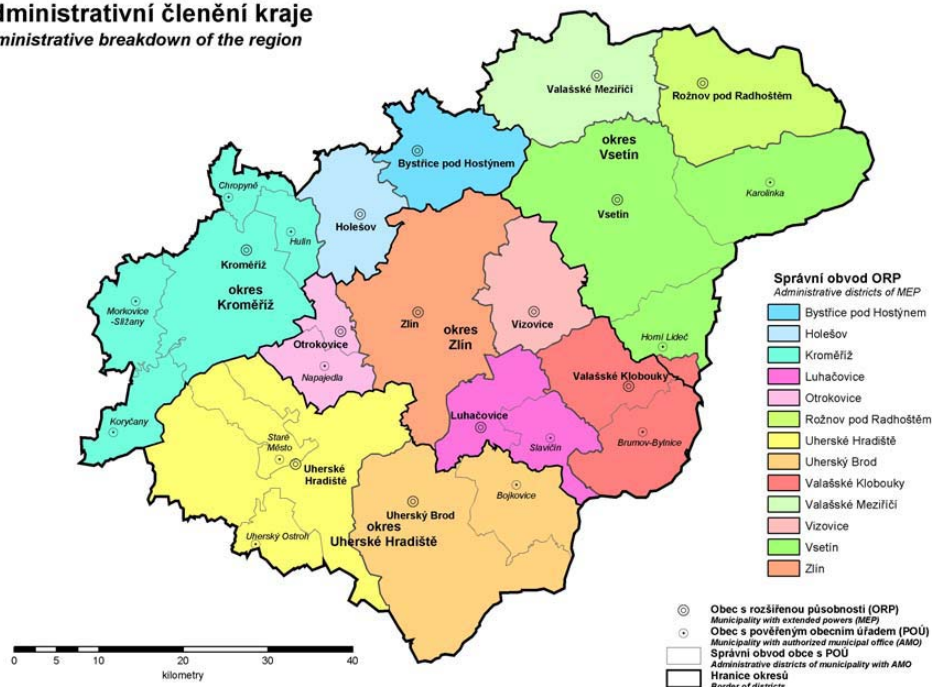 dministrativní členění kraje
ministrative breakdown of the region
Valašské Meziříčí
Rožnov pod Radhoštěm
okres
Vsetín
Bystřice pod Hostýnem
Karolinka
Chropyně
Vsetín
Holešov
Hulín
Kroměříž
okres
Kroměříž
Morkovice
-Slížany
Zlín
okres
Zlín
Vizovice
Otrokovice
Horní Lideč
Napajedla
Valašské Klobouky
Luhačovice
Koryčany
Staré
Město
Slavičín
Brumov-Bylnice
Uherské
Hradiště
Bojkovice
Uherský Brod
okres
Uherské Hradiště
Uherský Ostroh
Správní obvod ORP
Administrative districts of MEP
Bystřice pod Hostýnem
Holešov
Kroměříž
Luhačovice
Otrokovice
Rožnov pod Radhoštěm
Uherské Hradiště
Uherský Brod
Valašské Klobouky
Valašské Meziříčí
Vizovice
Vsetín
Zlín
Obec s rozšířenou působností (ORP)
Municipality with extended powers (MEP)
Obec s pověřeným obecním úřadem (POÚ)
Municipality with authorized municipal office (AMO)
Správní obvod obce s POÚ
Administrative districts of municipality with AMO
Hranice okresů
Border of districts
0 5 10 20 30 40
kilometry